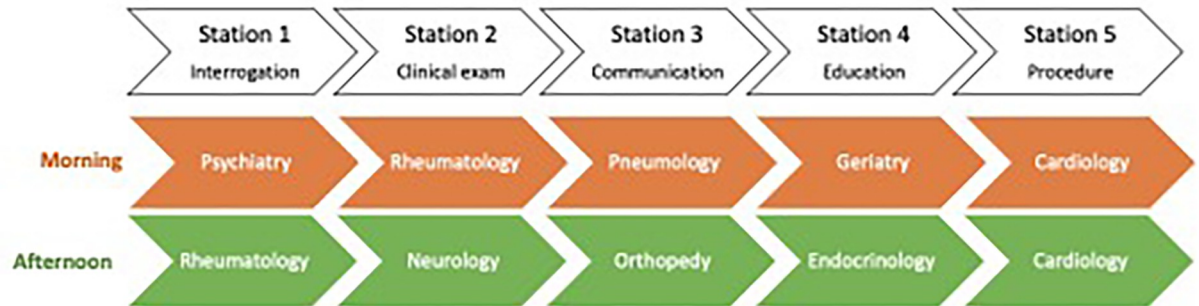 Station 1 Station 2 Station 3 Station 4 Station 5
Interrogation Clinical exam Communication Education Procedure
Morning Psychiatry Rheumatology Pneumology Geriatry Cardiology
Afternoon Rheumatology Neurology Orthopedy Endocrinology Cardiology